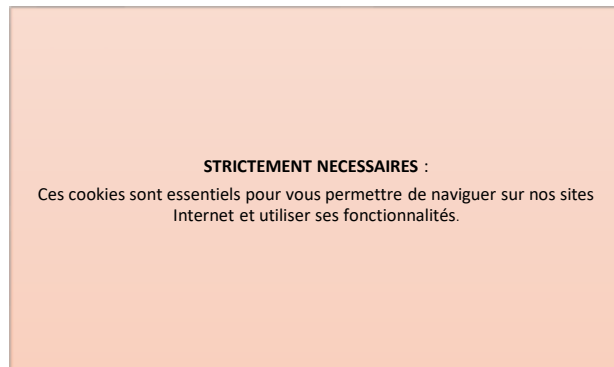 STRICTEMENT NECESSAIRES :
Ces cookies sont essentiels pour vous permettre de naviguer sur nos sites
Internet et utiliser ses fonctionnalités.